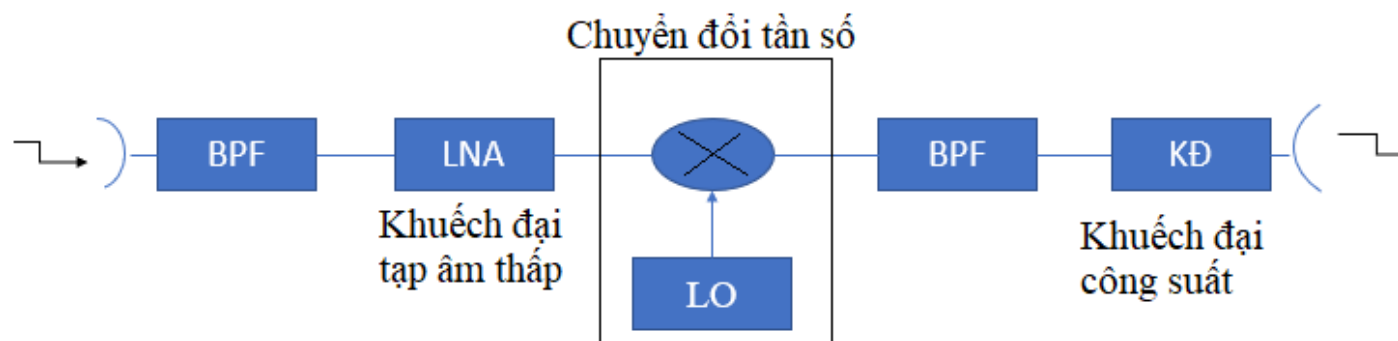 Chuyển đổi tần số
BPF
LNA
BPF
KĐ
Khuếch đại
tạp âm thấp
LO
Khuếch đại
công suất